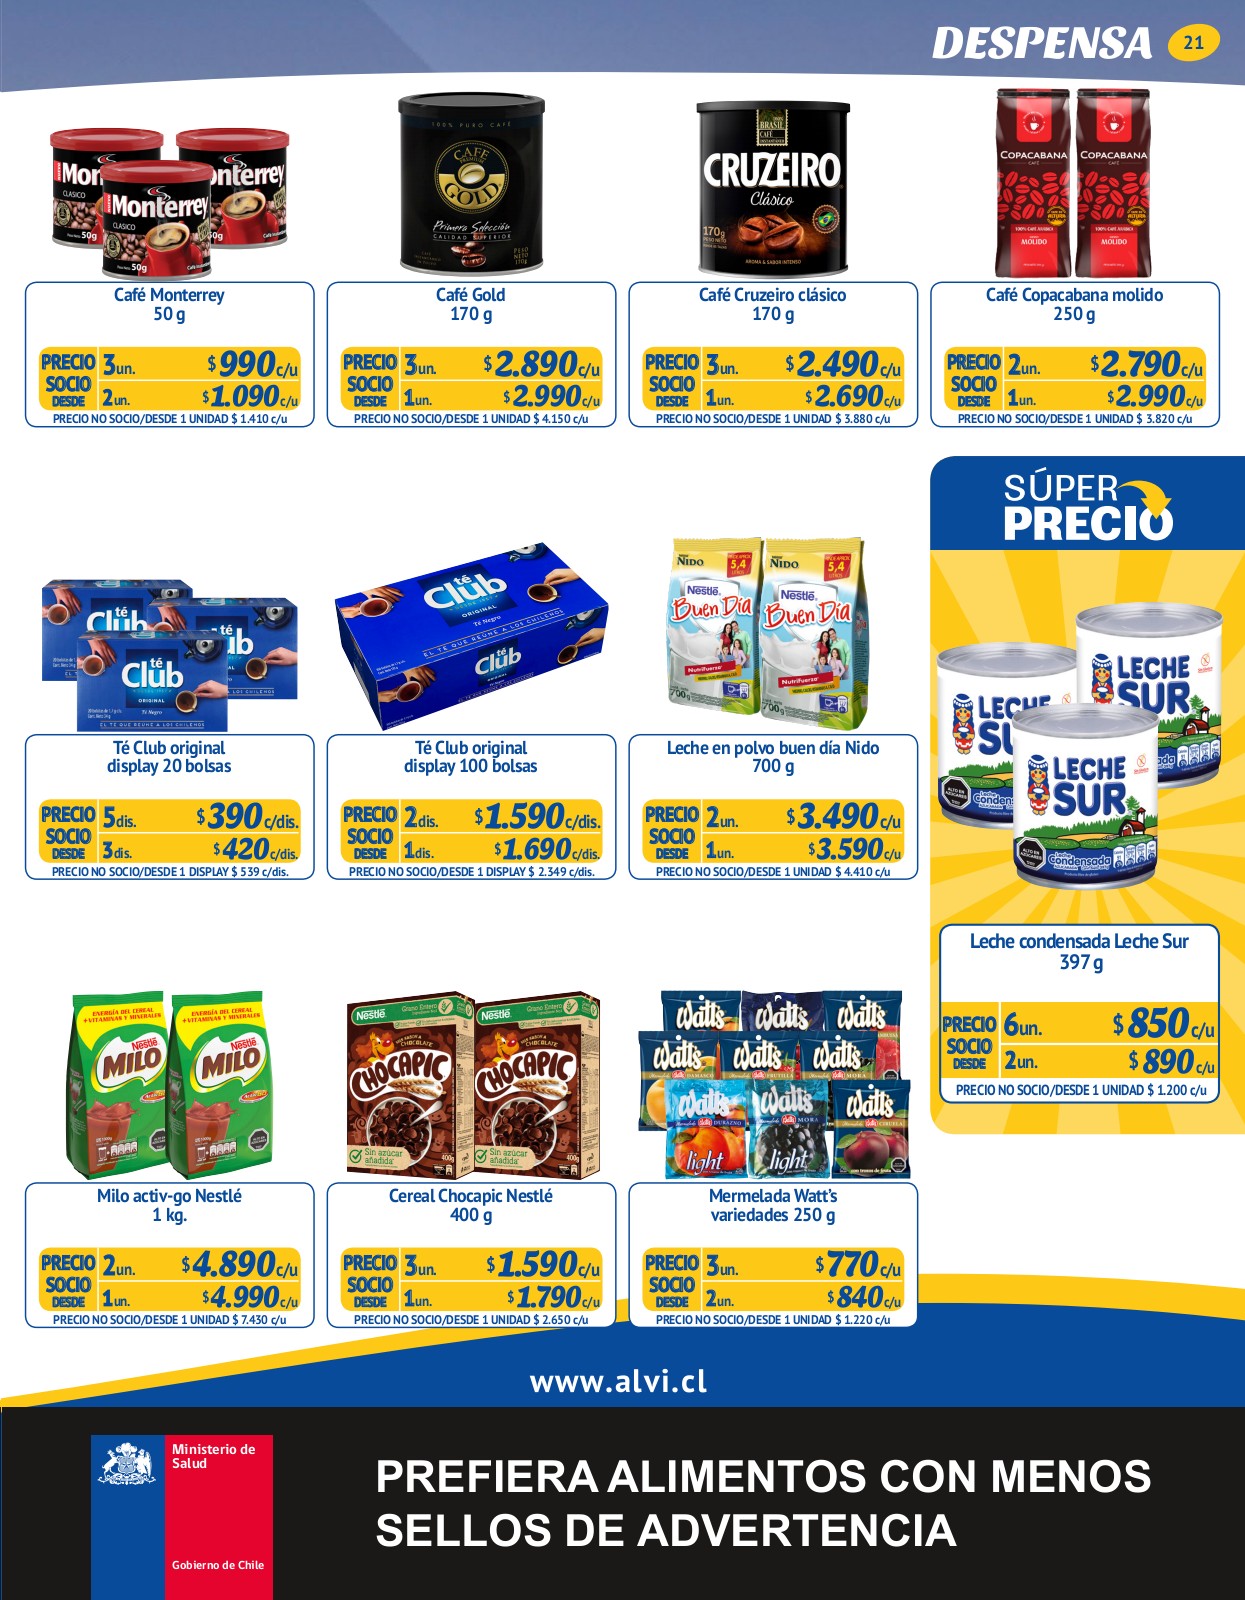 DESPENSA
21
Café Monterrey
50 g
PRECIO SOCIO DESDE
3un. $990c/u
2un. $1.090c/u
PRECIO NO SOCIO/DESDE 1 UNIDAD $ 1.410 c/u
Café Gold
170 g
PRECIO SOCIO DESDE
3un. $2.890c/u
1un. $2.990c/u
PRECIO NO SOCIO/DESDE 1 UNIDAD $ 4.150 c/u
Café Cruzeiro clásico
170 g
PRECIO SOCIO DESDE
3un. $2.490c/u
1un. $2.690c/u
PRECIO NO SOCIO/DESDE 1 UNIDAD $ 3.880 c/u
Café Copacabana molido
250 g
PRECIO SOCIO DESDE
2un. $2.790c/u
1un. $2.990c/u
PRECIO NO SOCIO/DESDE 1 UNIDAD $ 3.820 c/u
Té Club original
display 20 bolsas
PRECIO SOCIO DESDE
5dis. $390c/dis.
3dis. $420c/dis.
PRECIO NO SOCIO/DESDE 1 DISPLAY $ 539 c/dis.
Té Club original
display 100 bolsas
PRECIO SOCIO DESDE
2dis. $1.590c/dis.
1dis. $1.690c/dis.
PRECIO NO SOCIO/DESDE 1 DISPLAY $ 2.349 c/dis.
Leche en polvo buen día Nido
700 g
PRECIO SOCIO DESDE
2un. $3.490c/u
1un. $3.590c/u
PRECIO NO SOCIO/DESDE 1 UNIDAD $ 4.410 c/u
SÚPER
PRECIO
LECHE
SUR
Leche condensada Leche Sur
397 g
PRECIO SOCIO DESDE
6un. $850c/u
2un. $890c/u
PRECIO NO SOCIO/DESDE 1 UNIDAD $ 1.200 c/u
Milo activ-go Nestlé
1 kg.
PRECIO SOCIO DESDE
2un. $4.890c/u
1un. $4.990c/u
PRECIO NO SOCIO/DESDE 1 UNIDAD $ 7.430 c/u
Cereal Chocapic Nestlé
400 g
PRECIO SOCIO DESDE
3un. $1.590c/u
1un. $1.790c/u
PRECIO NO SOCIO/DESDE 1 UNIDAD $ 2.650 c/u
Mermelada Watt's
variedades 250 g
PRECIO SOCIO DESDE
3un. $770c/u
2un. $840c/u
PRECIO NO SOCIO/DESDE 1 UNIDAD $ 1.220 c/u
www.alvi.cl
Ministerio de
Salud
Gobierno de Chile
PREFIERA ALIMENTOS CON MENOS
SELLOS DE ADVERTENCIA